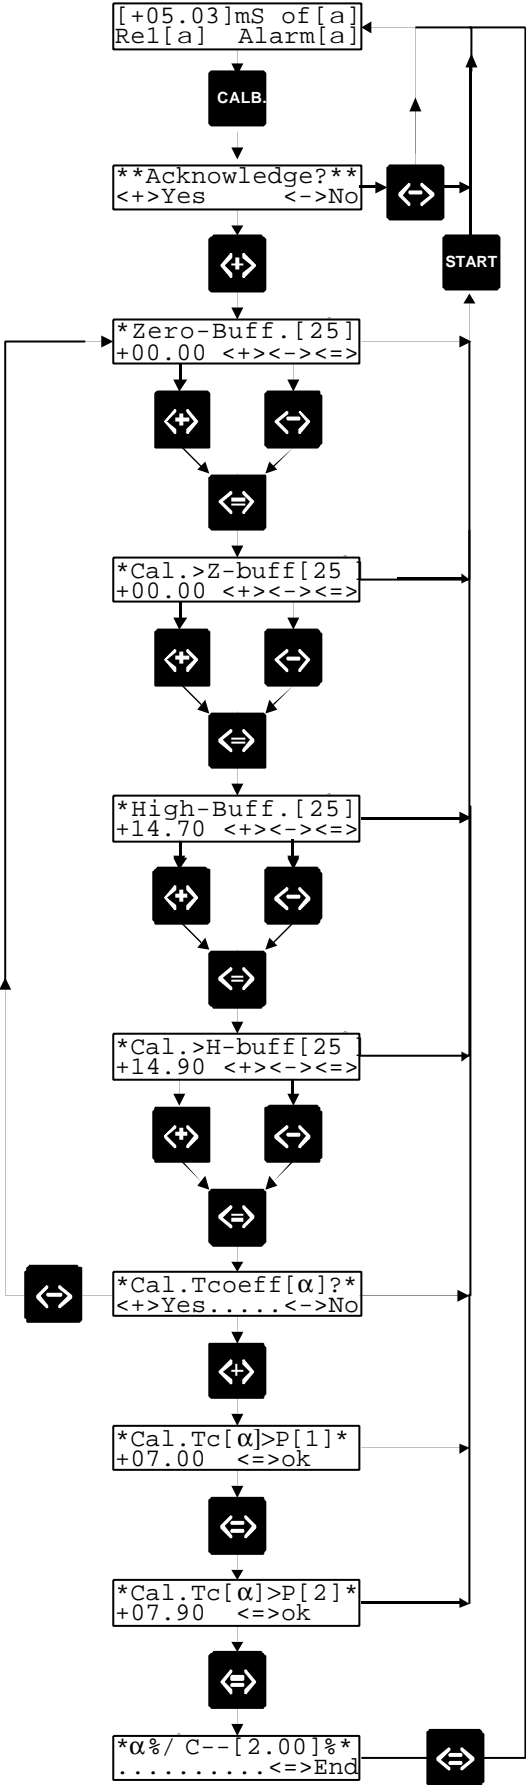 [+05.03]mS of[a]
Rel[a] Alarm[a]
CALB.
**Acknowledge?**
<+>Yes <->No
<->
<+>
START
*Zero-Buff.[25]
+00.00 <+><-><=>
<+> <->
<=>
*Cal.>Z-buff[25]
+00.00 <+><-><=>
<+> <->
<=>
*High-Buff.[25]
+14.70 <+><-><=>
<+> <->
<=>
*Cal.>H-buff[25]
+14.90 <+><-><=>
<+> <->
<=>
*Cal.Tcoeff[α]?*
<+>Yes.....<->No
<->
<+>
*Cal.Tc[α]>P[1]*
+07.00 <=>ok
<=>
*Cal.Tc[α]>P[2]*
+07.90 <=>ok
<=>
*α%/ C--[2.00]%*
..........<=>End
<=>